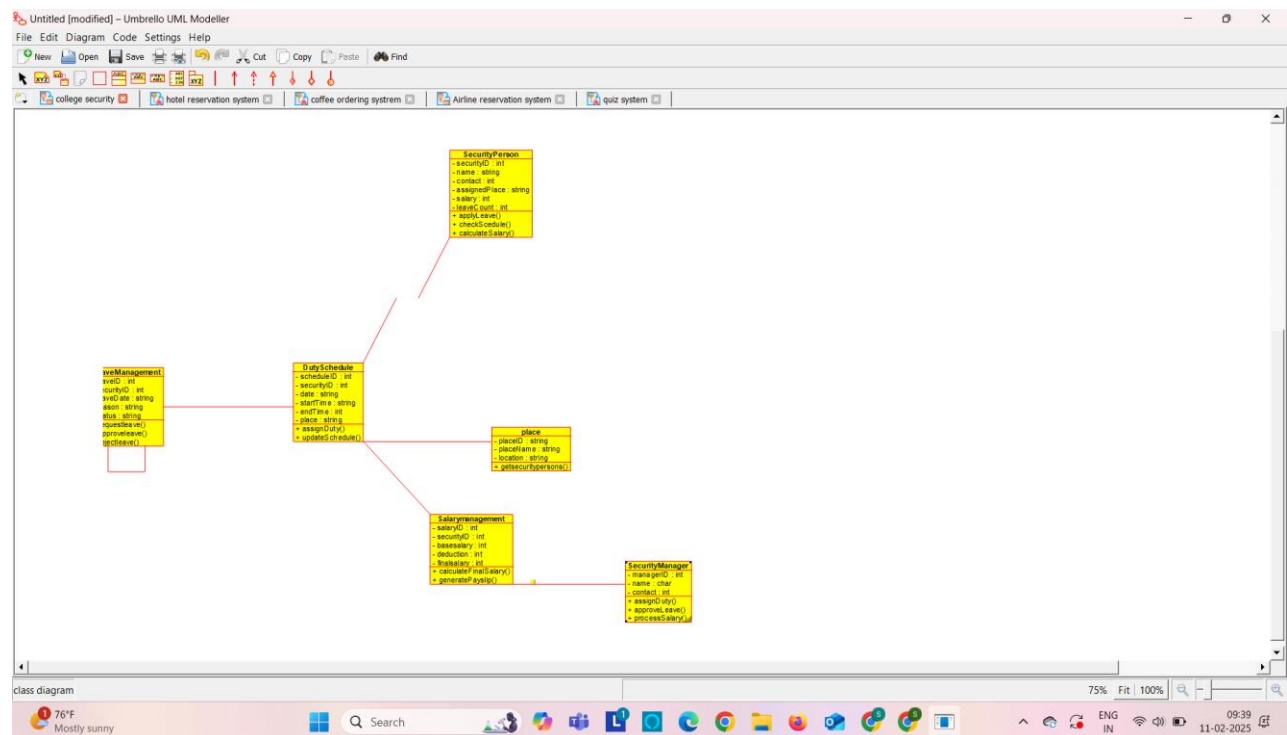 Untitled [modified] – Umbrello UML Modeller
File Edit Diagram Code Settings Help
New Open Save Cut Copy Paste Find
college security hotel reservation system coffee ordering systrem Airline reservation system quiz system
SecurityPerson
- securityID : int
- name : string
- contact : int
- assignedPlace : string
- salary : int
- leaveCount : int
+ applyLeave()
+ checkScedule()
+ calculateSalary()
aveManagement
aveID : int
curityID : int
aveDate : string
ason : string
atus : string
equestleave()
pproveleave()
ejectleave()
DutySchedule
- scheduleID : int
- securityID : int
- date : string
- startTime : string
- endTime : int
- place : string
+ assignDuty()
+ updateSchedule()
place
- placeID : string
- placeName : string
- location : string
+ getsecuritypersons()
Salarymanagement
- salaryID : int
- securityID : int
- basesalary : int
- deduction : int
- finalsalary : int
+ calculateFinalSalary()
+ generatePayslip()
SecurityManager
- managerID : int
- name : char
- contact : int
+ assignDuty()
+ approveLeave()
+ processSalary()
class diagram
75% Fit 100%
1
76°F
Mostly sunny
Search
ENG
IN
09:39
11-02-2025